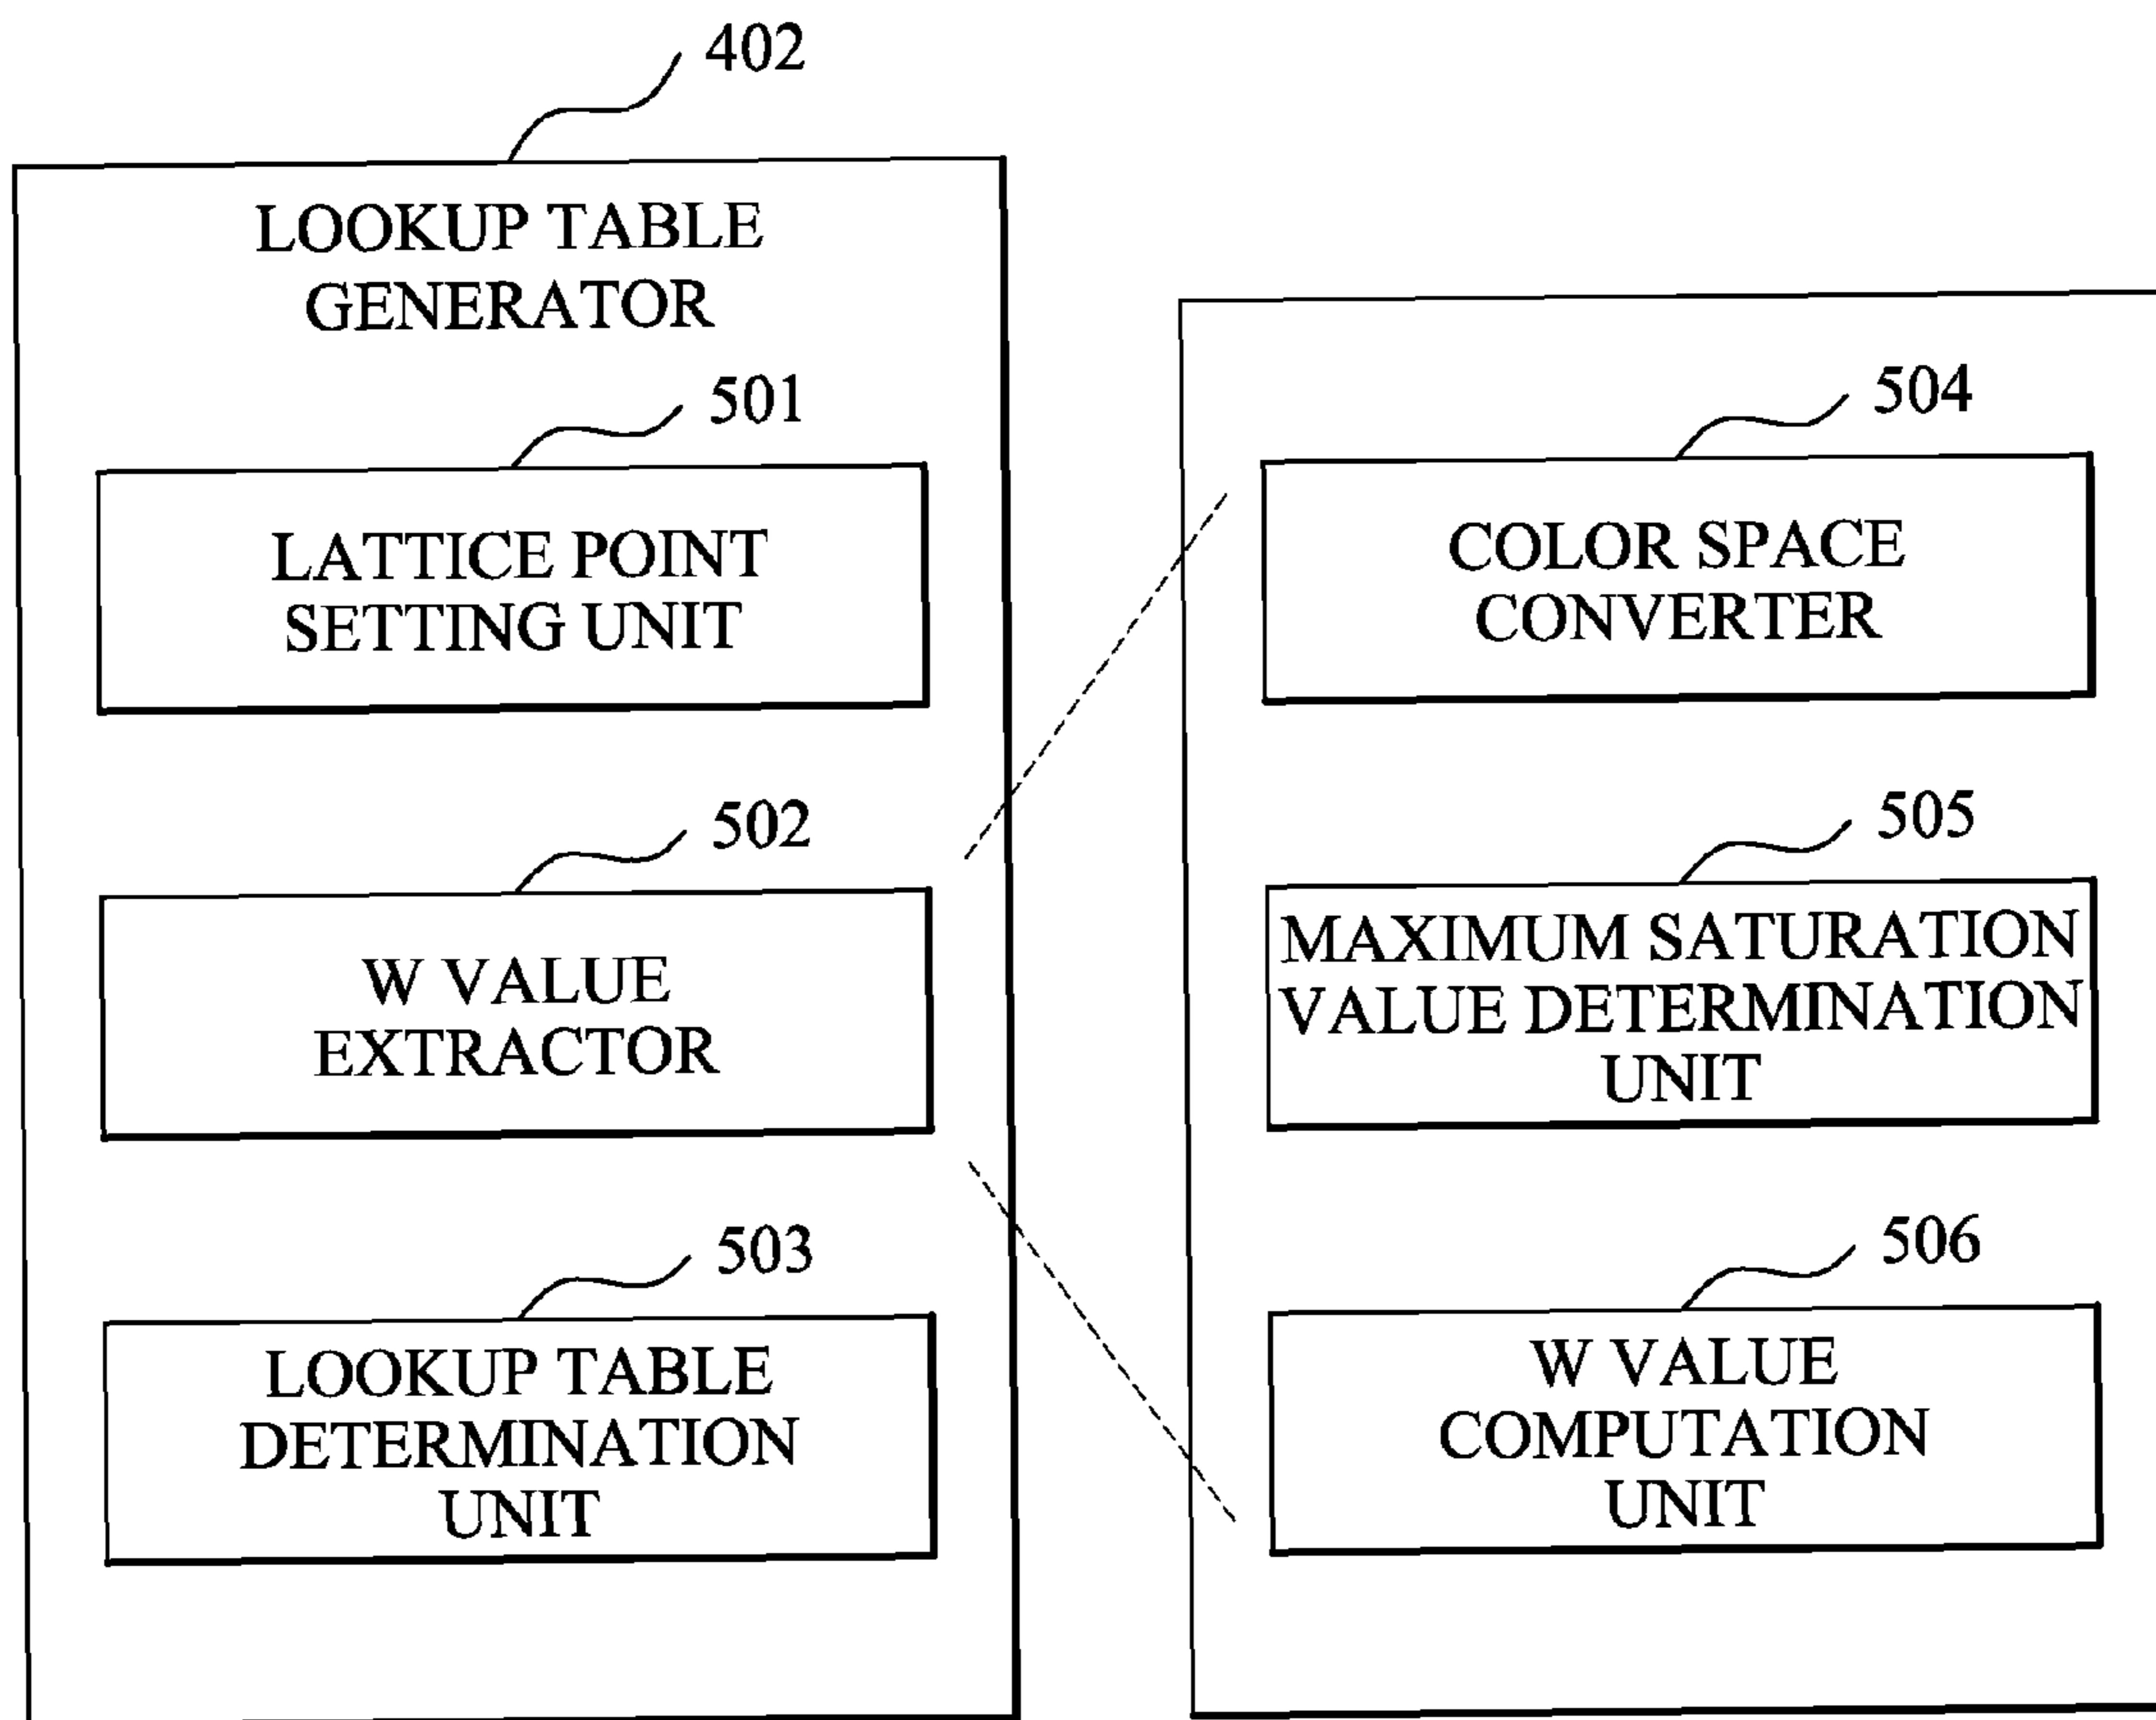 402
LOOKUP TABLE
GENERATOR
501
LATTICE POINT
SETTING UNIT
502
W VALUE
EXTRACTOR
503
LOOKUP TABLE
DETERMINATION
UNIT
504
COLOR SPACE
CONVERTER
505
MAXIMUM SATURATION
VALUE DETERMINATION
UNIT
506
W VALUE
COMPUTATION
UNIT